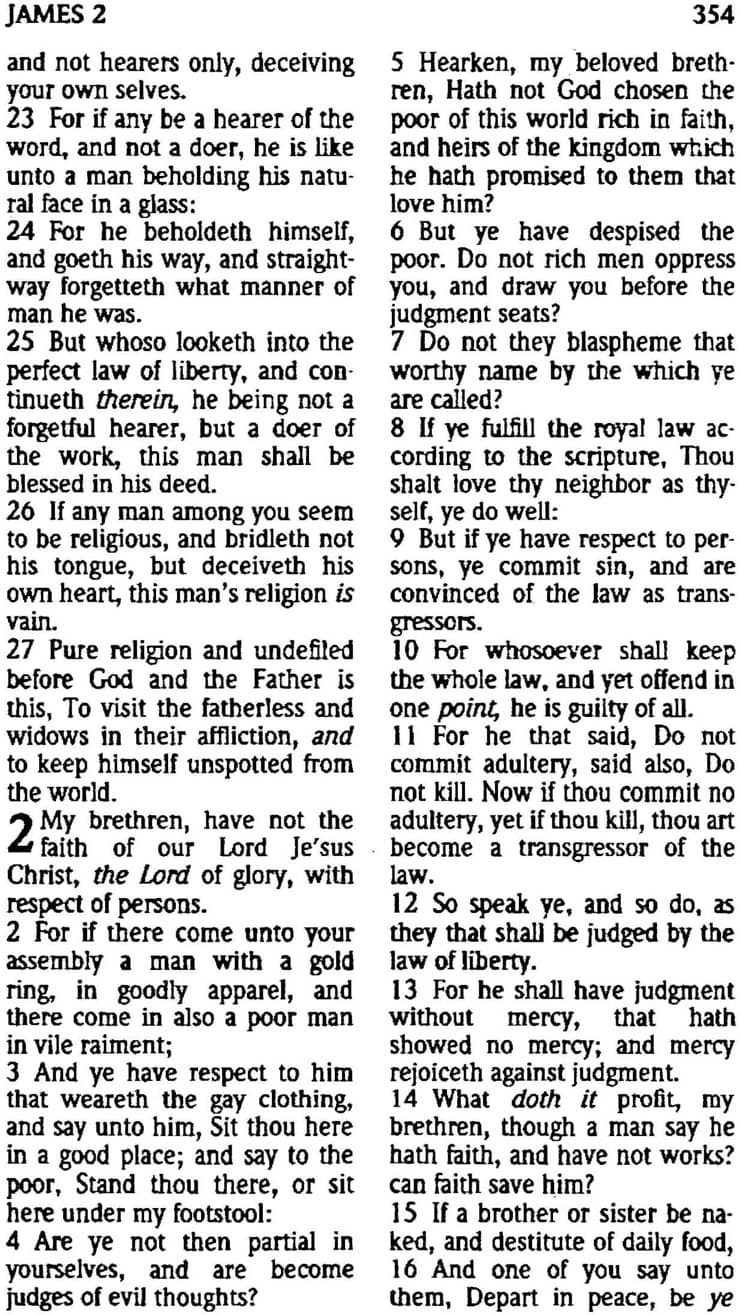 JAMES 2
354
and not hearers only, deceiving
your own selves.
23 For if any be a hearer of the
word, and not a doer, he is like
unto a man beholding his natu-
ral face in a glass:
24 For he beholdeth himself,
and goeth his way, and straight-
way forgetteth what manner of
man he was.
25 But whoso looketh into the
perfect law of liberty, and con-
tinueth therein, he being not a
forgetful hearer, but a doer of
the work, this man shall be
blessed in his deed.
26 If any man among you seem
to be religious, and bridleth not
his tongue, but deceiveth his
own heart, this man's religion is
vain.
27 Pure religion and undefiled
before God and the Father is
this, To visit the fatherless and
widows in their affliction, and
to keep himself unspotted from
the world.
2 My brethren, have not the
faith of our Lord Je′sus
Christ, the Lord of glory, with
respect of persons.
2 For if there come unto your
assembly a man with a gold
ring, in goodly apparel, and
there come in also a poor man
in vile raiment;
3 And ye have respect to him
that weareth the gay clothing,
and say unto him, Sit thou here
in a good place; and say to the
poor, Stand thou there, or sit
here under my footstool:
4 Are ye not then partial in
yourselves, and are become
judges of evil thoughts?
5 Hearken, my beloved breth-
ren, Hath not God chosen the
poor of this world rich in faith,
and heirs of the kingdom which
he hath promised to them that
love him?
6 But ye have despised the
poor. Do not rich men oppress
you, and draw you before the
judgment seats?
7 Do not they blaspheme that
worthy name by the which ye
are called?
8 If ye fulfill the royal law ac-
cording to the scripture, Thou
shalt love thy neighbor as thy-
self, ye do well:
9 But if ye have respect to per-
sons, ye commit sin, and are
convinced of the law as trans-
gressors.
10 For whosoever shall keep
the whole law, and yet offend in
one point, he is guilty of all.
11 For he that said, Do not
commit adultery, said also, Do
not kill. Now if thou commit no
adultery, yet if thou kill, thou art
become a transgressor of the
law.
12 So speak ye, and so do, as
they that shall be judged by the
law of liberty.
13 For he shall have judgment
without mercy, that hath
showed no mercy; and mercy
rejoiceth against judgment.
14 What doth it profit, my
brethren, though a man say he
hath faith, and have not works?
can faith save him?
15 If a brother or sister be na-
ked, and destitute of daily food,
16 And one of you say unto
them, Depart in peace, be ye